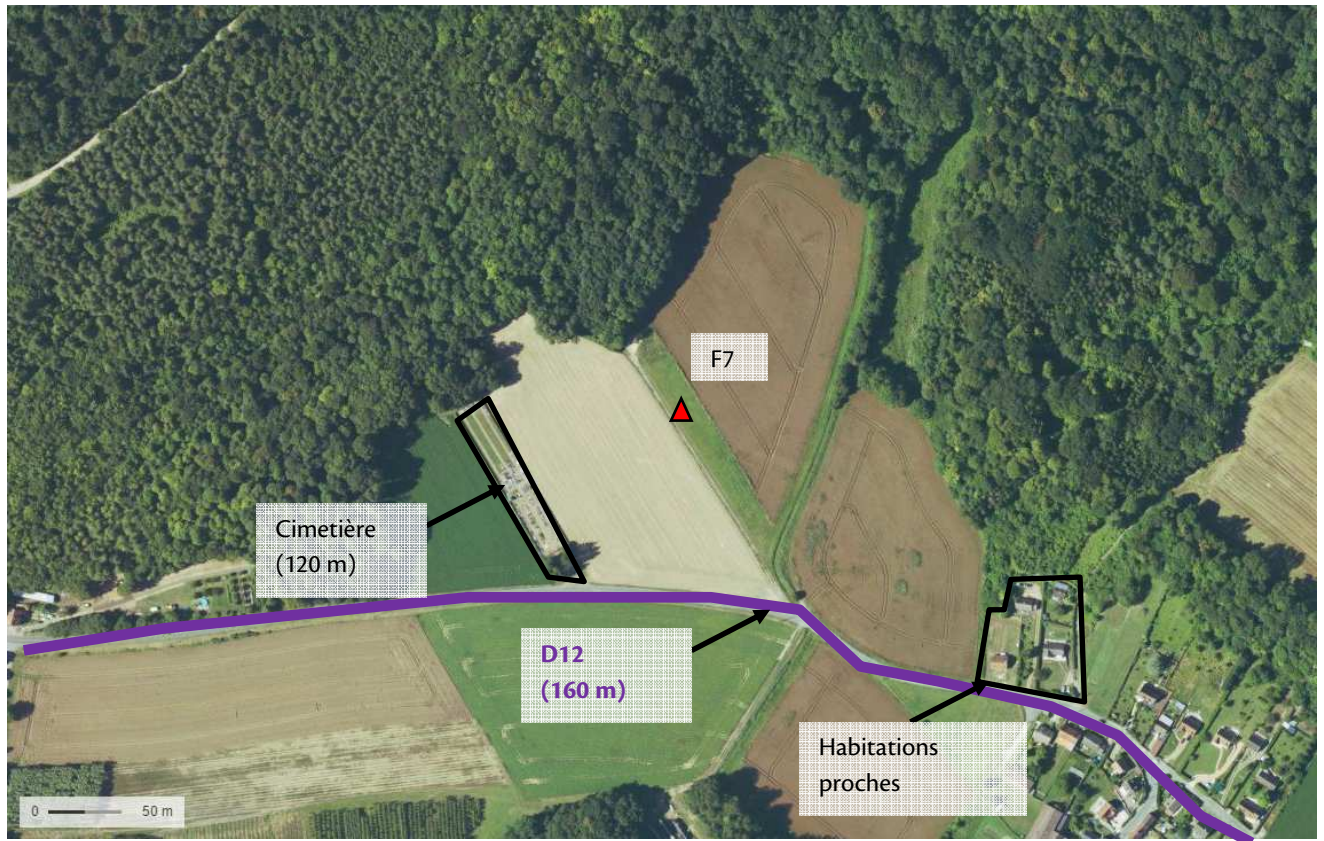 F7
Cimetière
(120 m)
D12
(160 m)
Habitations
proches
0 50 m